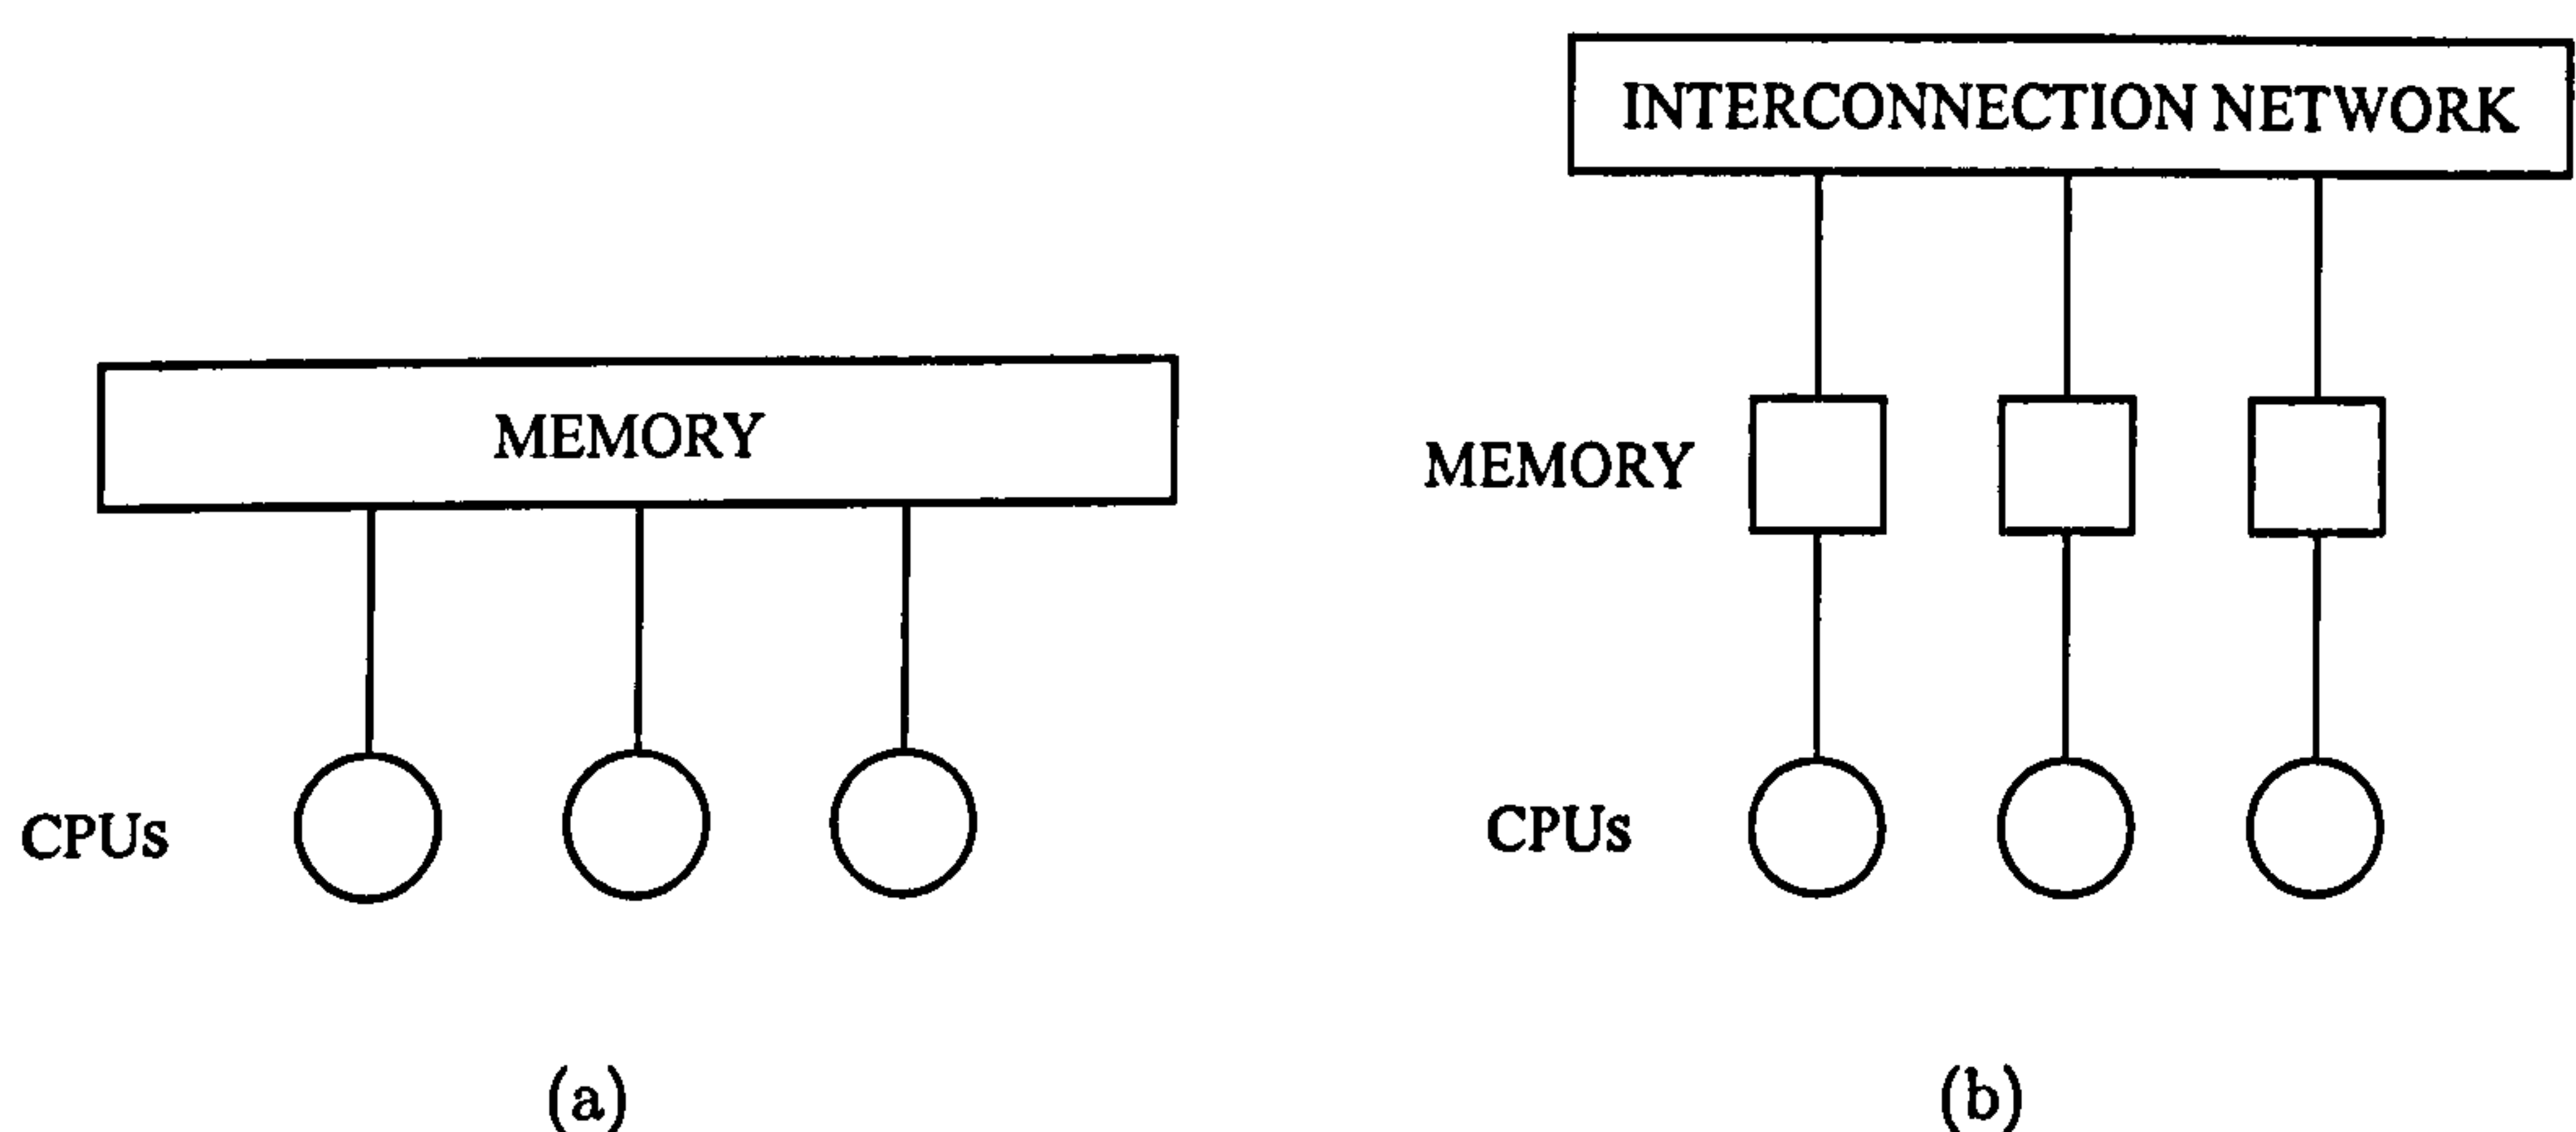 MEMORY
CPUs
(a)
INTERCONNECTION NETWORK
MEMORY
CPUs
(b)